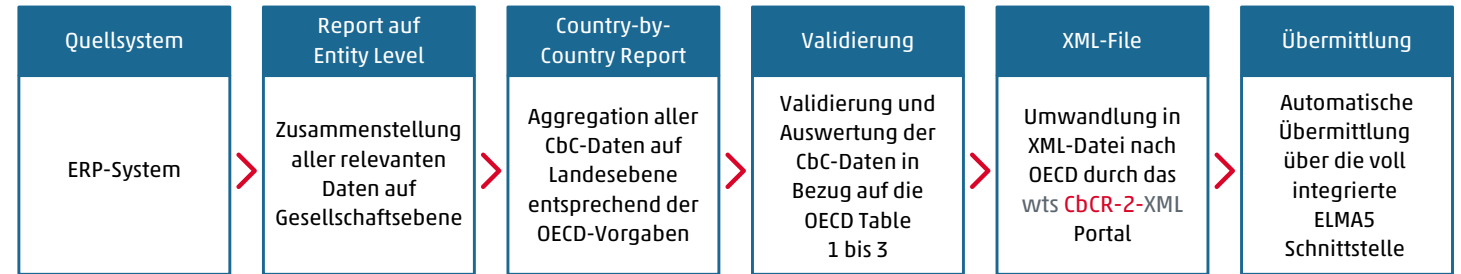 Quellsystem
ERP-System
Report auf
Entity Level
Zusammenstellung
aller relevanten
Daten auf
Gesellschaftsebene
Country-by-
Country Report
Aggregation aller
CbC-Daten auf
Landesebene
entsprechend der
OECD-Vorgaben
Validierung
Validierung und
Auswertung der
CbC-Daten in
Bezug auf die
OECD Table
1 bis 3
XML-File
Umwandlung in
XML-Datei nach
OECD durch das
wts CbCR-2-XML
Portal
Übermittlung
Automatische
Übermittlung
über die voll
integrierte
ELMA5
Schnittstelle